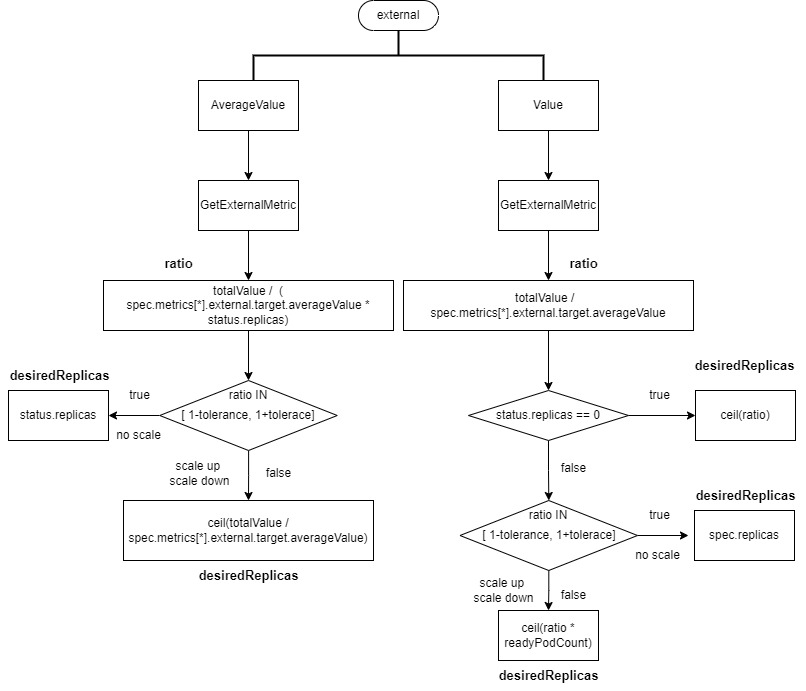 external
AverageValue
GetExternalMetric
ratio
totalValue / (
spec.metrics[*].external.target.averageValue *
status.replicas)
ratio IN
[ 1-tolerance, 1+tolerace]
true
no scale
desiredReplicas
status.replicas
scale up
scale down
false
ceil(totalValue /
spec.metrics[*].external.target.averageValue)
desiredReplicas
Value
GetExternalMetric
ratio
totalValue /
spec.metrics[*].external.target.averageValue
status.replicas == 0
true
desiredReplicas
ceil(ratio)
false
ratio IN
[ 1-tolerance, 1+tolerace]
true
no scale
desiredReplicas
spec.replicas
scale up
scale down
false
ceil(ratio *
readyPodCount)
desiredReplicas